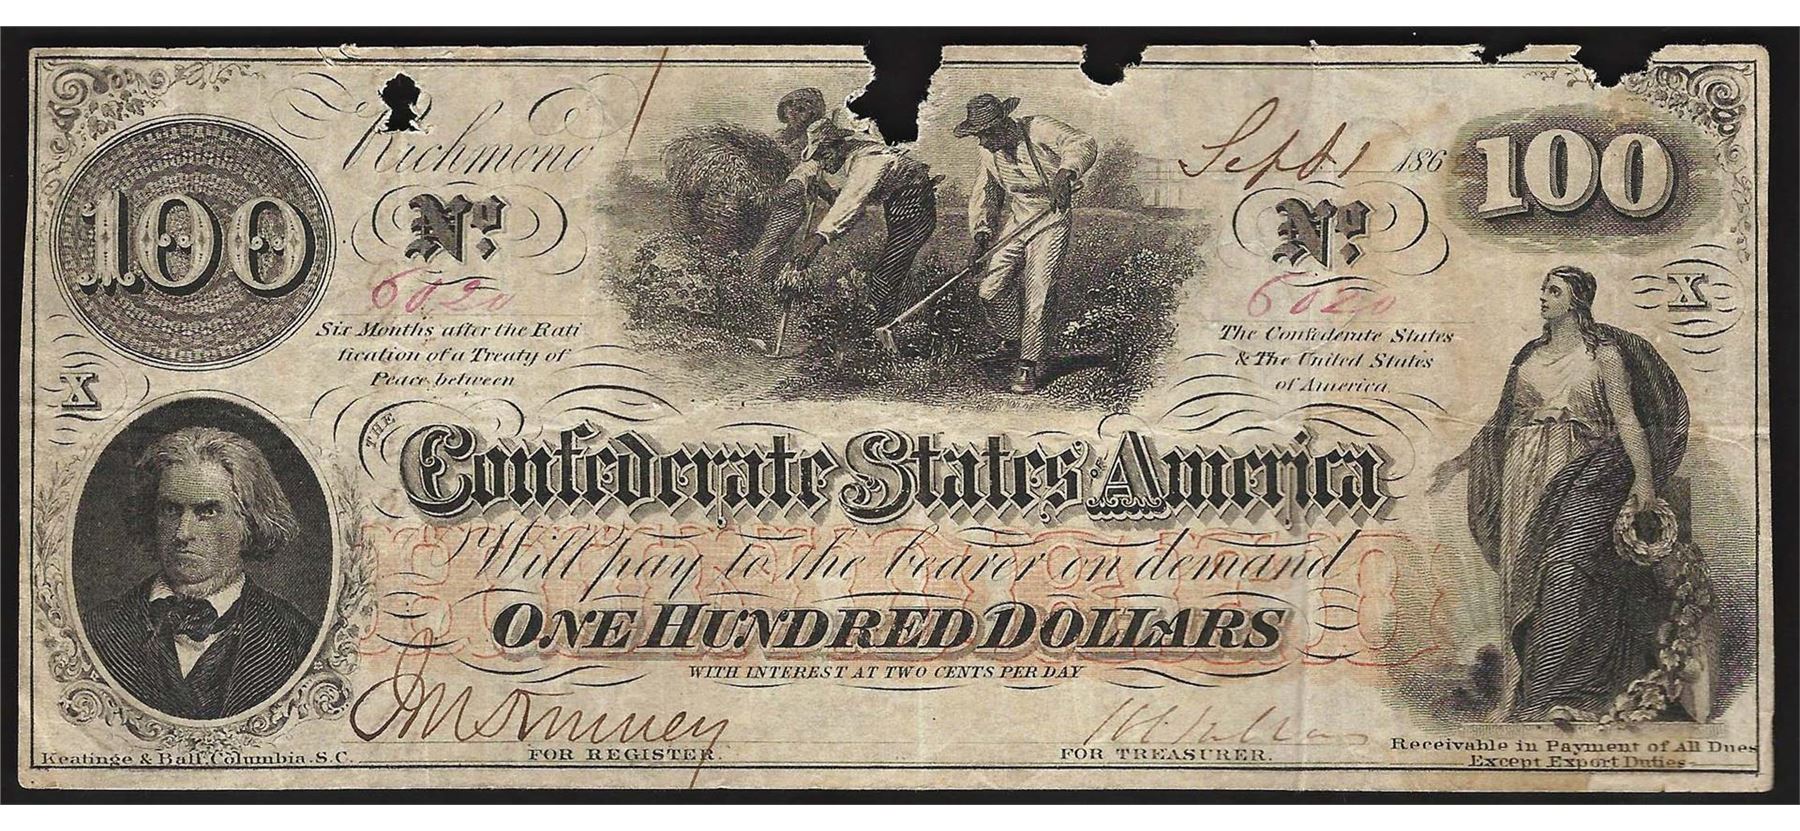 Richmond Sept 1 186
100 100
No. No.
6020 6020
Six Months after the Rati
fication of a Treaty of
Peace between
The Confederate States
& The United States
of America.
X X
THE
Confederate States OF America
Will pay to the bearer on demand
ONE HUNDRED DOLLARS
WITH INTEREST AT TWO CENTS PER DAY
FOR REGISTER.
FOR TREASURER.
Keatinge & Ball, Columbia. S.C.
Receivable in Payment of All Dues
Except Export Duties